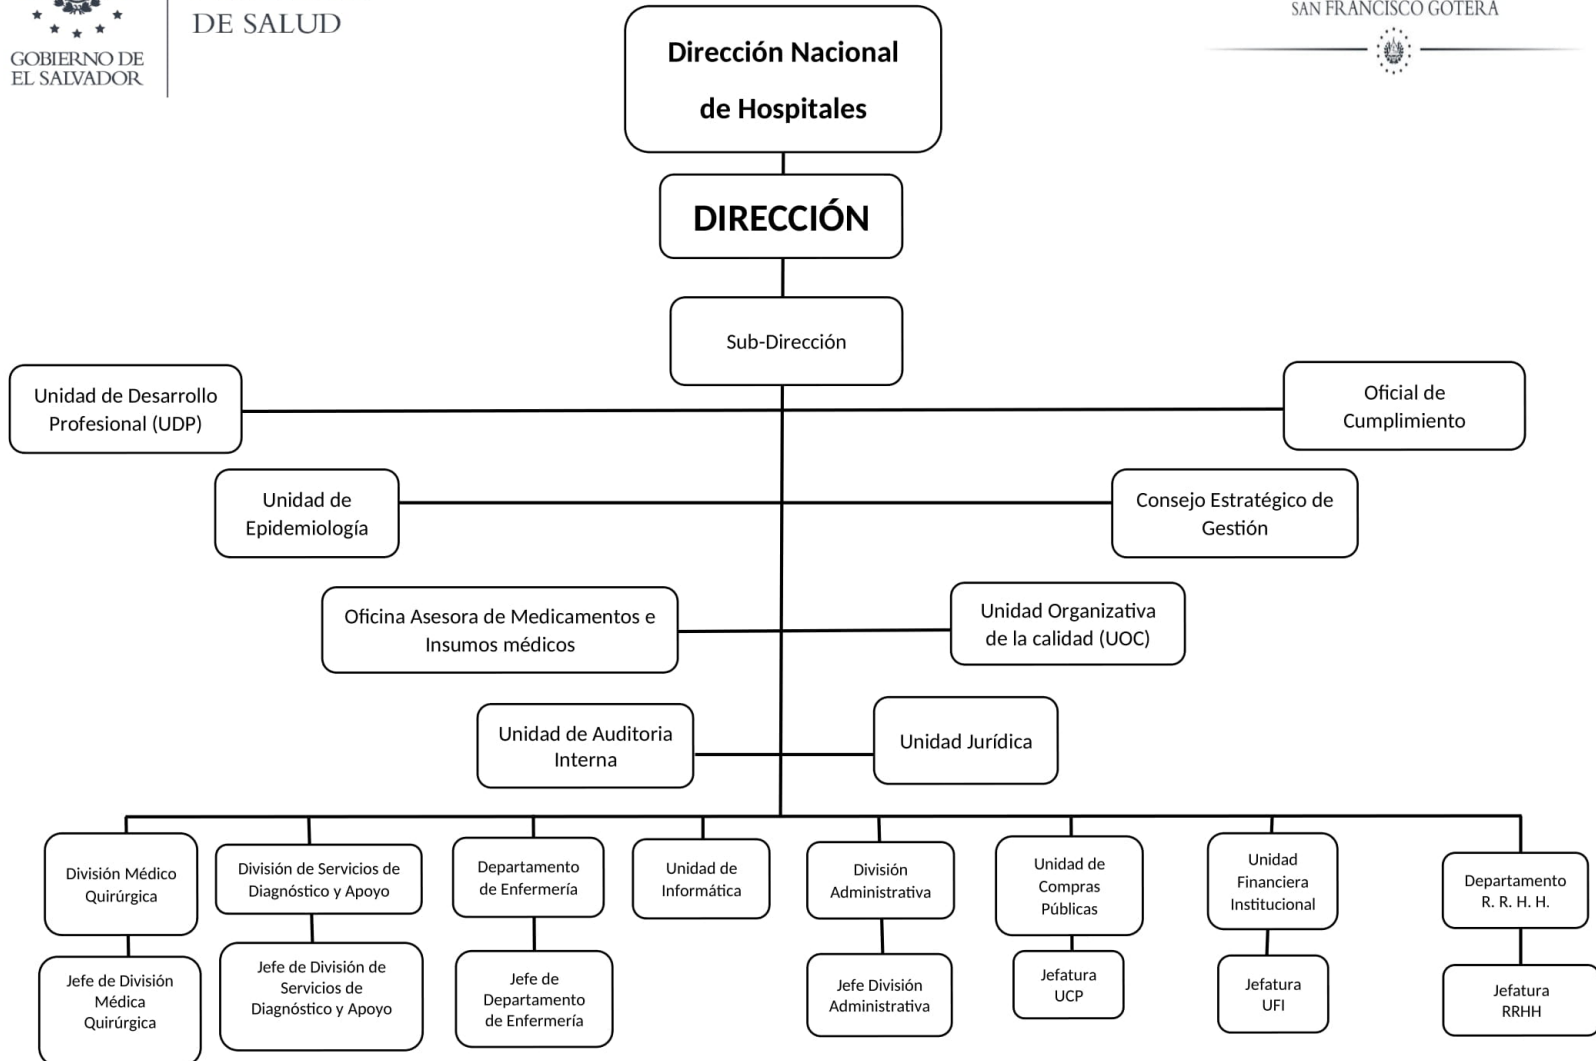 DE SALUD
GOBIERNO DE
EL SALVADOR
SAN FRANCISCO GOTERA
Dirección Nacional
de Hospitales
DIRECCIÓN
Sub-Dirección
Unidad de Desarrollo
Profesional (UDP)
Oficial de
Cumplimiento
Unidad de
Epidemiología
Consejo Estratégico de
Gestión
Oficina Asesora de Medicamentos e
Insumos médicos
Unidad Organizativa
de la calidad (UOC)
Unidad de Auditoria
Interna
Unidad Jurídica
División Médico
Quirúrgica
División de Servicios de
Diagnóstico y Apoyo
Departamento
de Enfermería
Unidad de
Informática
División
Administrativa
Unidad de
Compras
Públicas
Unidad
Financiera
Institucional
Departamento
R. R. H. H.
Jefe de División
Médica
Quirúrgica
Jefe de División de
Servicios de
Diagnóstico y Apoyo
Jefe de
Departamento
de Enfermería
Jefe División
Administrativa
Jefatura
UCP
Jefatura
UFI
Jefatura
RRHH